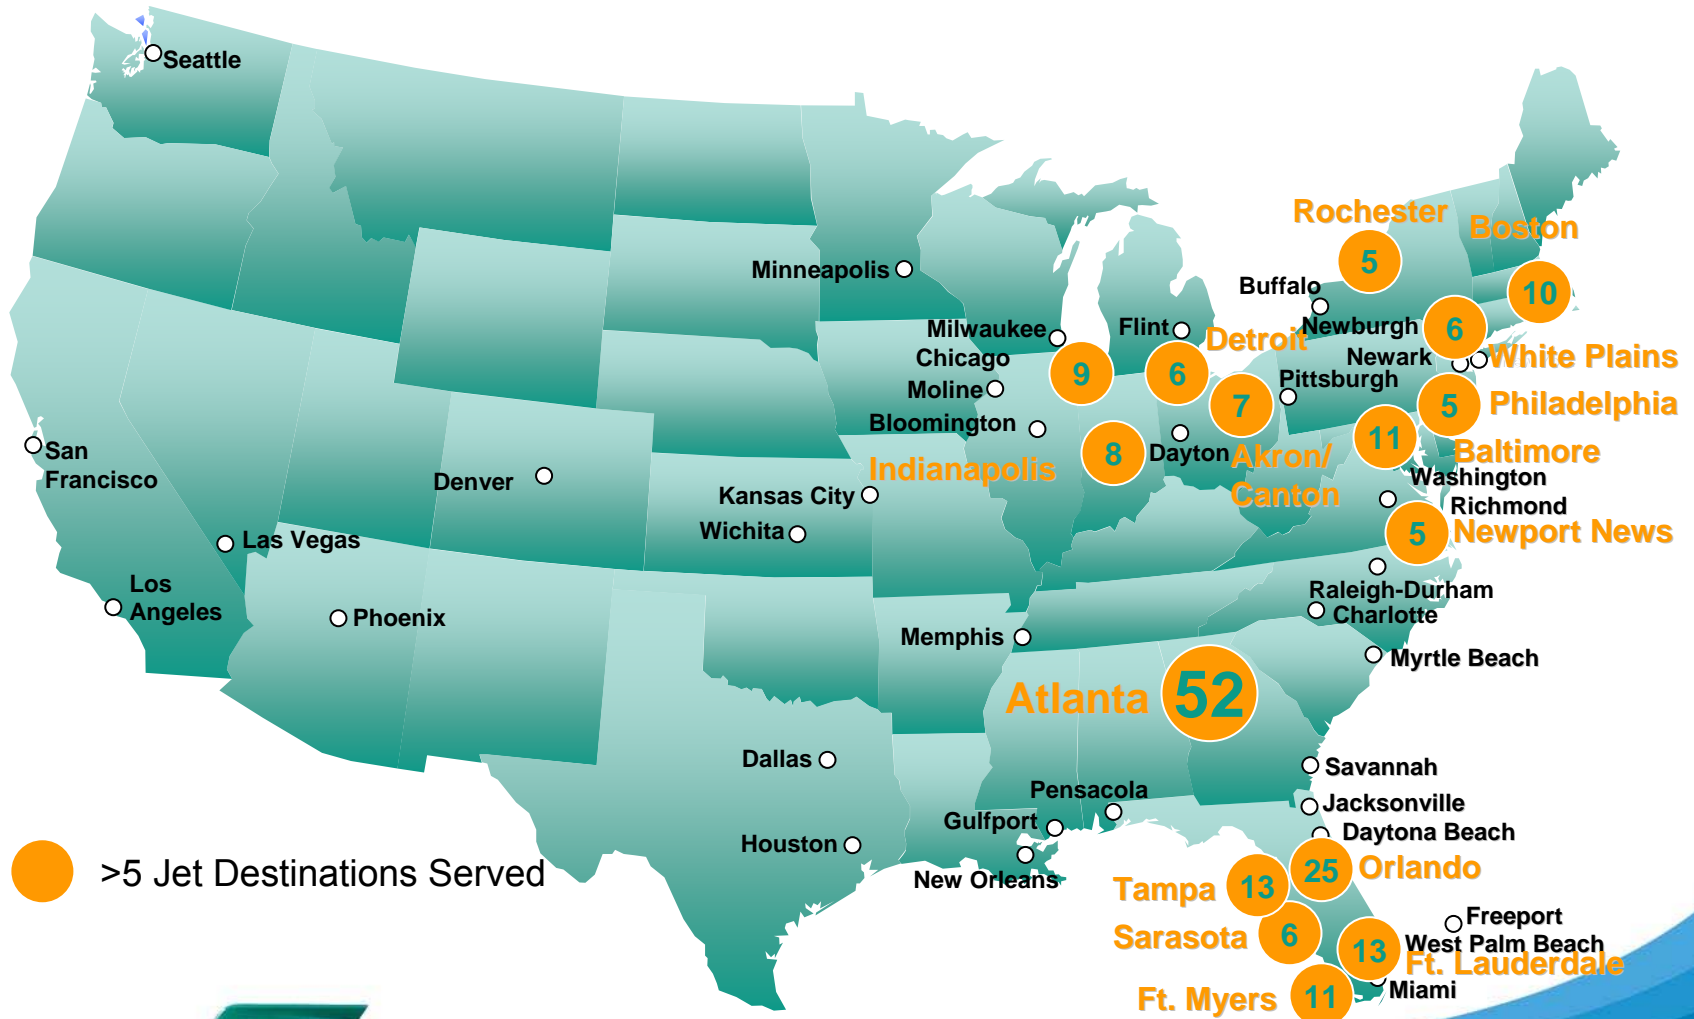 Seattle
Rochester
Boston
5
Minneapolis
Buffalo
10
Milwaukee
Flint
Newburgh
6
Detroit
Chicago
9
6
Newark
White Plains
Moline
Pittsburgh
7
5
Philadelphia
Bloomington
11
San
Francisco
Denver
Indianapolis
8
Dayton
Akron/
Canton
Baltimore
Washington
Kansas City
Richmond
Wichita
5
Newport News
Las Vegas
Los
Angeles
Phoenix
Raleigh-Durham
Charlotte
Memphis
Myrtle Beach
Atlanta
52
Dallas
Savannah
Pensacola
Jacksonville
Gulfport
Daytona Beach
Houston
>5 Jet Destinations Served
New Orleans
Tampa
13
25
Orlando
Freeport
Sarasota
6
13
West Palm Beach
Ft. Lauderdale
Miami
Ft. Myers
11